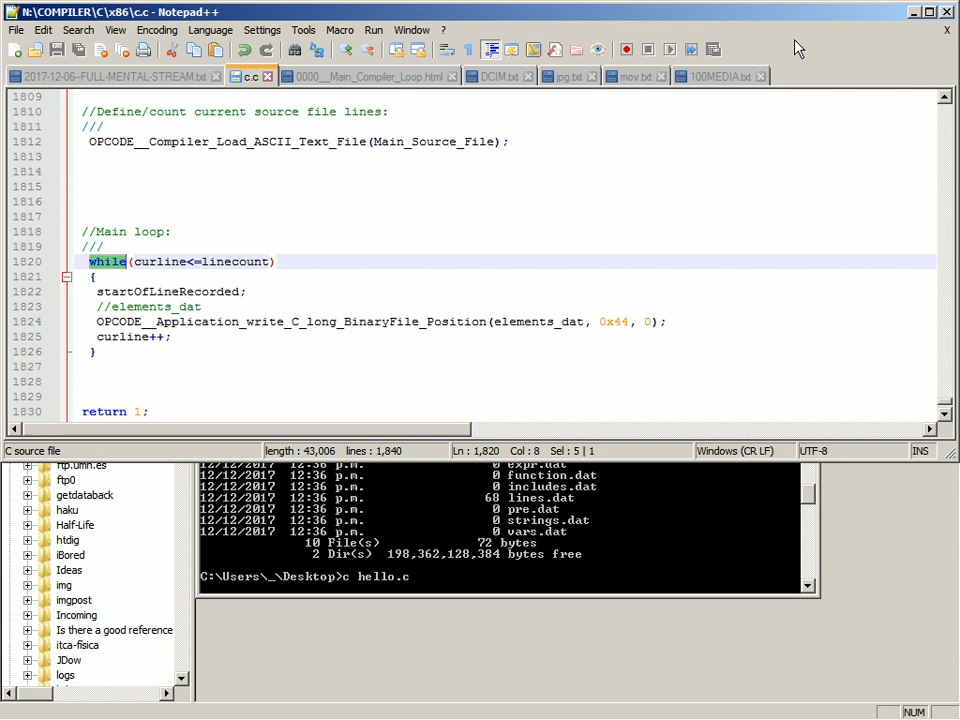 N:\COMPILER\C\x86\c.c - Notepad++
File Edit Search View Encoding Language Settings Tools Macro Run Window ? X
2017-12-06--FULL-MENTAL-STREAM.txt c.c 0000__Main_Compiler_Loop.html DCIM.txt jpg.txt mov.txt 100MEDIA.txt
1809
1810 //Define/count current source file lines:
1811 ///
1812 OPCODE__Compiler_Load_ASCII_Text_File(Main_Source_File);
1813
1814
1815
1816
1817
1818 //Main loop:
1819 ///
1820 while(curline<=linecount)
1821 {
1822 startOfLineRecorded;
1823 //elements_dat
1824 OPCODE__Application_write_C_long_BinaryFile_Position(elements_dat, 0x44, 0);
1825 curline++;
1826 }
1827
1828
1829
1830 return 1;
C source file length : 43,006 lines : 1,840 Ln : 1,820 Col : 8 Sel : 5 | 1 Windows (CR LF) UTF-8 INS
ftp.umn.es
ftp0
getdataback
haku
Half-Life
htdig
iBored
Ideas
img
imgpost
Incoming
Is there a good reference
itca-física
JDow
logs
12/12/2017 12:36 p.m. 0 expr.dat
12/12/2017 12:36 p.m. 0 function.dat
12/12/2017 12:36 p.m. 0 includes.dat
12/12/2017 12:36 p.m. 68 lines.dat
12/12/2017 12:36 p.m. 0 pre.dat
12/12/2017 12:36 p.m. 0 strings.dat
12/12/2017 12:36 p.m. 0 vars.dat
10 File(s) 72 bytes
2 Dir(s) 198,362,128,384 bytes free
C:\Users\_\Desktop>c hello.c
NUM